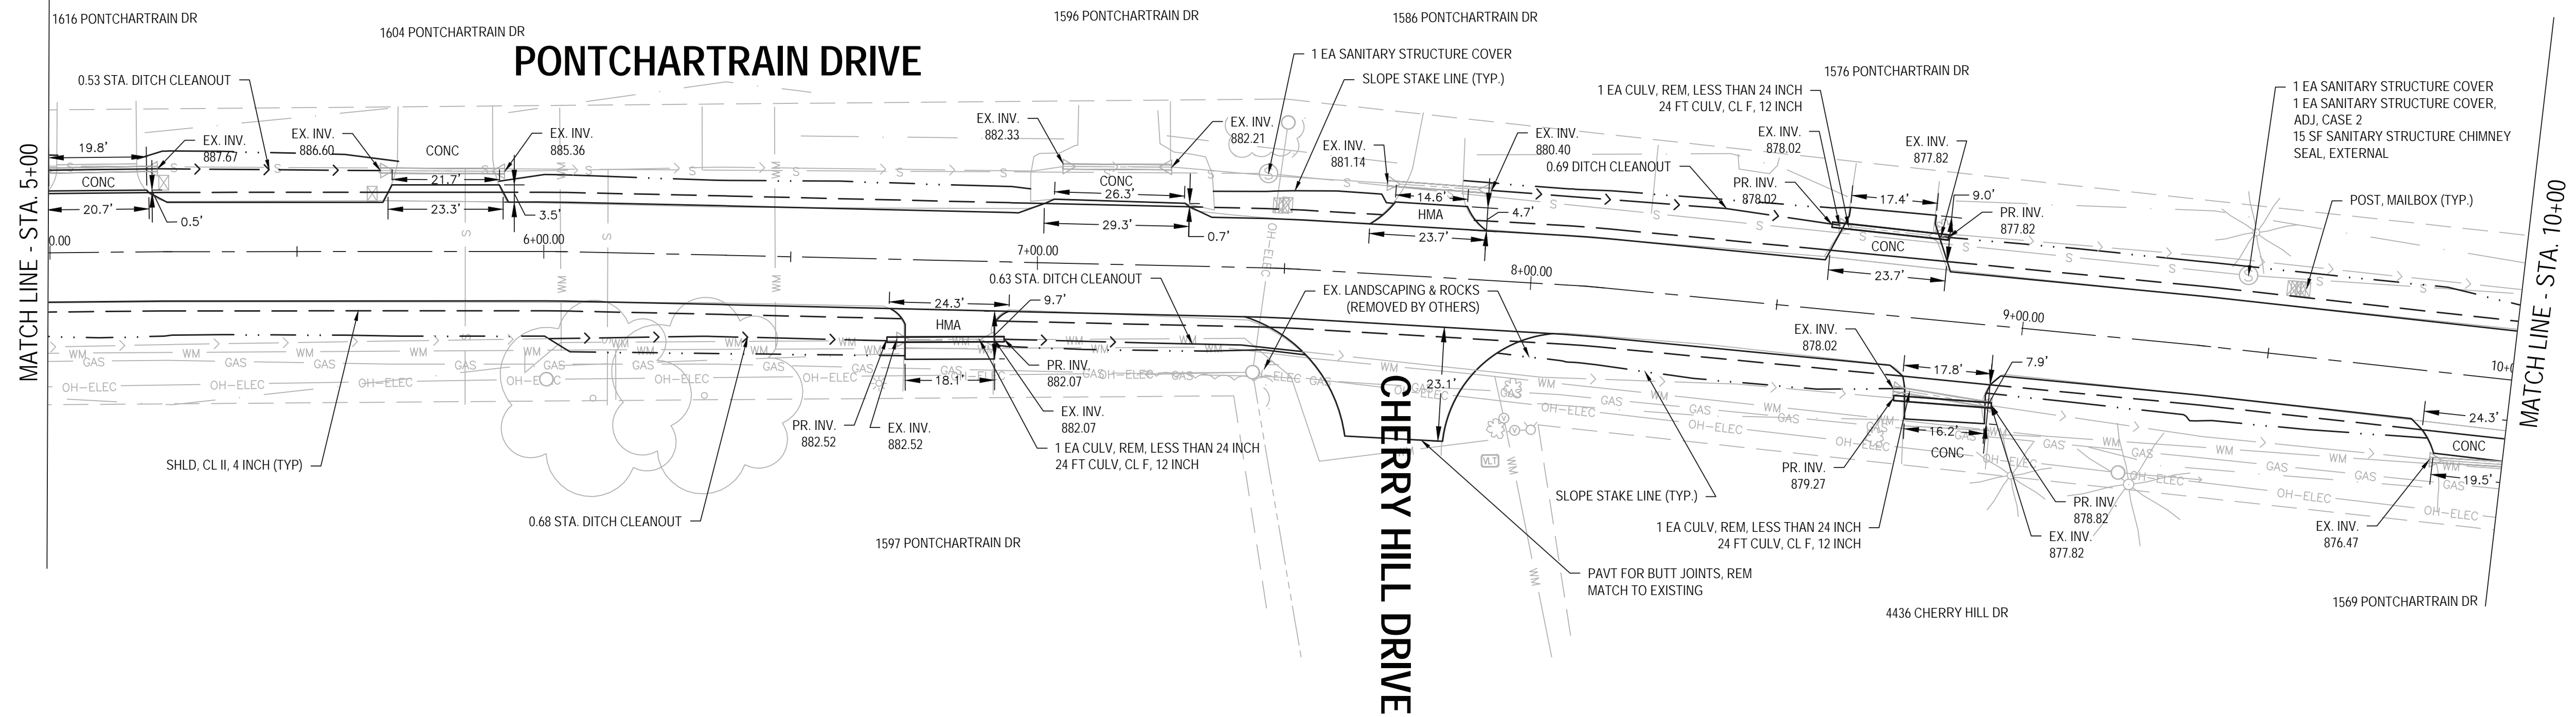 1616 PONTCHARTRAIN DR
1604 PONTCHARTRAIN DR
PONTCHARTRAIN DRIVE
1596 PONTCHARTRAIN DR
1586 PONTCHARTRAIN DR
1576 PONTCHARTRAIN DR
0.53 STA. DITCH CLEANOUT
1 EA SANITARY STRUCTURE COVER
SLOPE STAKE LINE (TYP.)
1 EA CULV, REM, LESS THAN 24 INCH
24 FT CULV, CL F, 12 INCH
1 EA SANITARY STRUCTURE COVER
1 EA SANITARY STRUCTURE COVER,
ADJ, CASE 2
15 SF SANITARY STRUCTURE CHIMNEY
SEAL, EXTERNAL
POST, MAILBOX (TYP.)
MATCH LINE - STA. 5+00
19.8'
CONC
20.7'
0.5'
EX. INV.
887.67
EX. INV.
886.60
CONC
EX. INV.
885.36
21.7'
23.3'
3.5'
EX. INV.
882.33
EX. INV.
882.21
CONC
26.3'
29.3'
0.7'
EX. INV.
881.14
EX. INV.
880.40
14.6'
HMA
23.7'
4.7'
0.69 DITCH CLEANOUT
EX. INV.
878.02
PR. INV.
878.02
EX. INV.
877.82
17.4'
9.0'
PR. INV.
877.82
CONC
23.7'
0.00
6+00.00
7+00.00
8+00.00
9+00.00
10+0
MATCH LINE - STA. 10+00
0.63 STA. DITCH CLEANOUT
24.3'
9.7'
HMA
18.1'
PR. INV.
882.07
EX. INV.
882.07
PR. INV.
882.52
EX. INV.
882.52
1 EA CULV, REM, LESS THAN 24 INCH
24 FT CULV, CL F, 12 INCH
SHLD, CL II, 4 INCH (TYP)
0.68 STA. DITCH CLEANOUT
1597 PONTCHARTRAIN DR
EX. LANDSCAPING & ROCKS
(REMOVED BY OTHERS)
23.1'
CHERRY HILL DRIVE
VLT
V
V
SLOPE STAKE LINE (TYP.)
PAVT FOR BUTT JOINTS, REM
MATCH TO EXISTING
EX. INV.
878.02
17.8'
7.9'
16.2'
CONC
PR. INV.
879.27
1 EA CULV, REM, LESS THAN 24 INCH
24 FT CULV, CL F, 12 INCH
PR. INV.
878.82
EX. INV.
877.82
4436 CHERRY HILL DR
24.3'
CONC
19.5'
EX. INV.
876.47
1569 PONTCHARTRAIN DR
WM
GAS
OH-ELEC
S